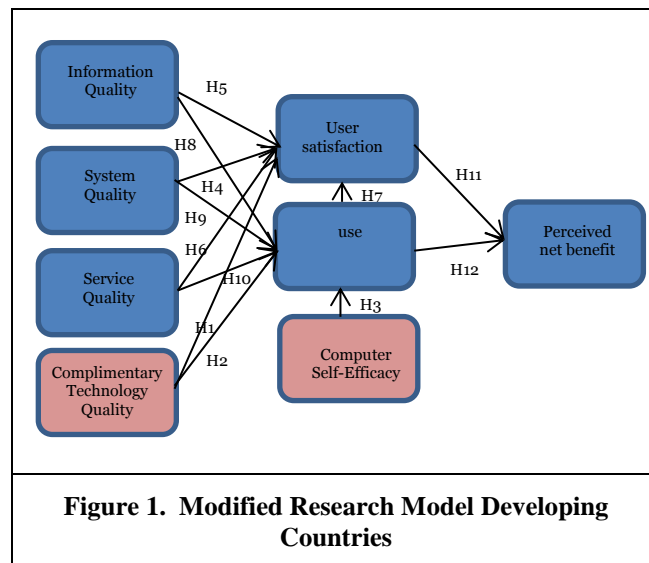 Information
Quality
H5
User
satisfaction
H8
System
Quality
H4
H11
H7
H9
use
Perceived
net benefit
H6
H12
Service
Quality
H10
H3
H1
H2
Complimentary
Technology
Quality
Computer
Self-Efficacy
Figure 1. Modified Research Model Developing
Countries